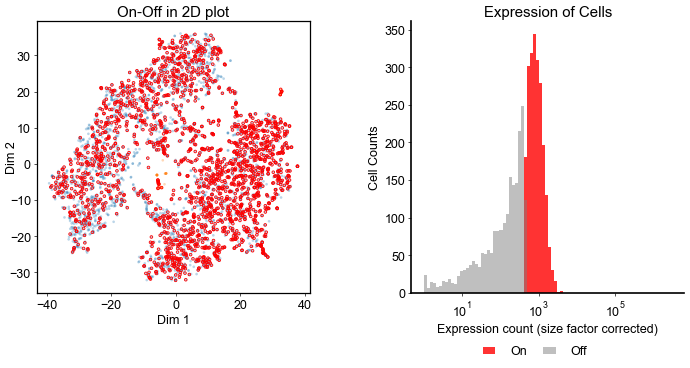 On-Off in 2D plot
30
20
10
0
−10
−20
−30
Dim 2
−40
−20
0
20
40
Dim 1
Expression of Cells
350
300
250
200
150
100
50
0
Cell Counts
10^1
10^3
10^5
Expression count (size factor corrected)
On
Off